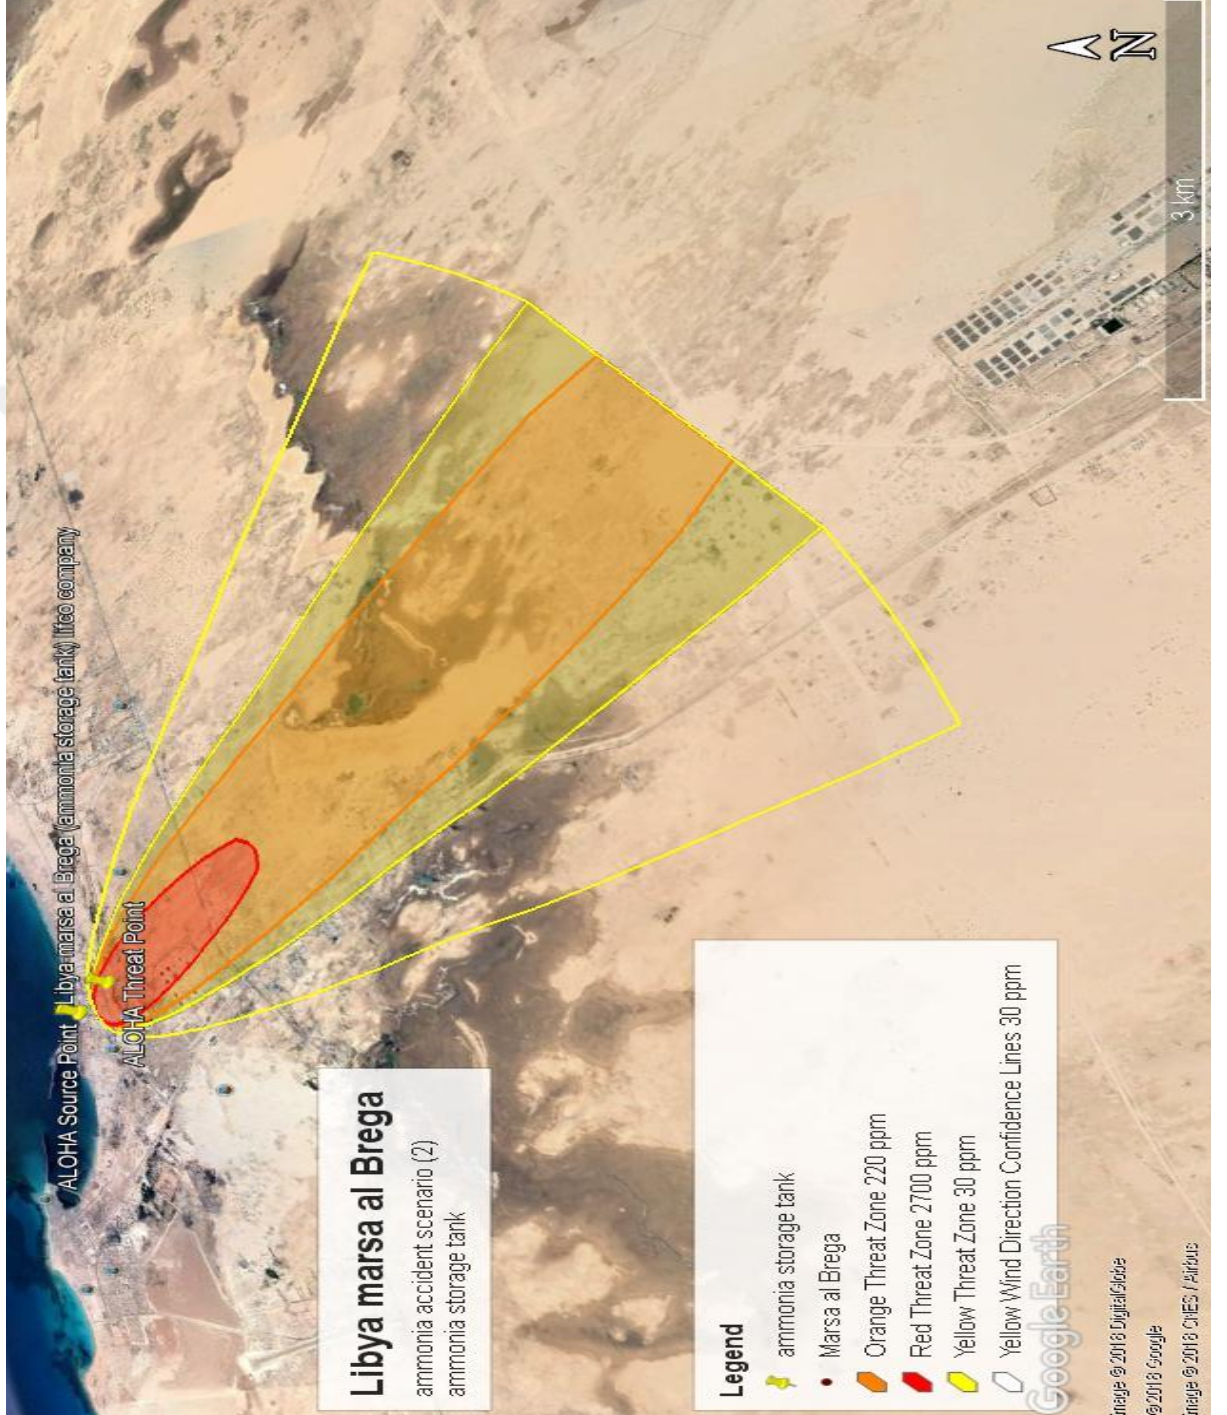 ALOHA Source Point
Libya-marsa al Brega (ammonia storage tank) lifco company
ALOHA Threat Point
Libya marsa al Brega
ammonia accident scenario (2)
ammonia storage tank
Legend
ammonia storage tank
Marsa al Brega
Orange Threat Zone 220 ppm
Red Threat Zone 2700 ppm
Yellow Threat Zone 30 ppm
Yellow Wind Direction Confidence Lines 30 ppm
Google Earth
Image © 2018 DigitalGlobe
© 2018 Google
Image © 2018 CNES / Airbus
N
3 km